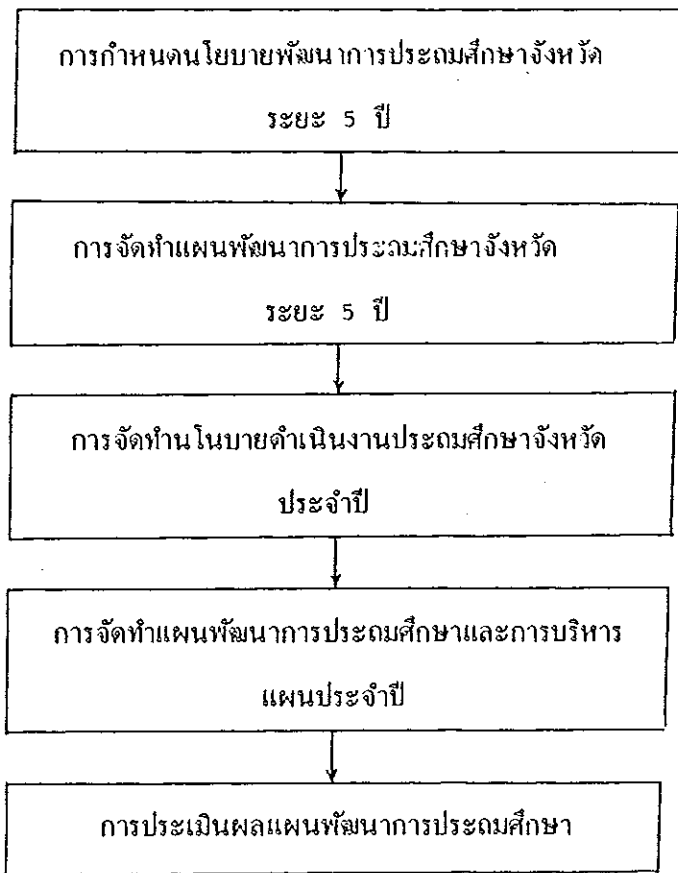 การกำหนดนโยบายพัฒนาการประถมศึกษาจังหวัด
ระยะ 5 ปี
การจัดทำแผนพัฒนาการประถมศึกษาจังหวัด
ระยะ 5 ปี
การจัดทำนโนบายดำเนินงานประถมศึกษาจังหวัด
ประจำปี
การจัดทำแผนพัฒนาการประถมศึกษาและการบริหาร
แผนประจำปี
การประเมินผลแผนพัฒนาการประถมศึกษา